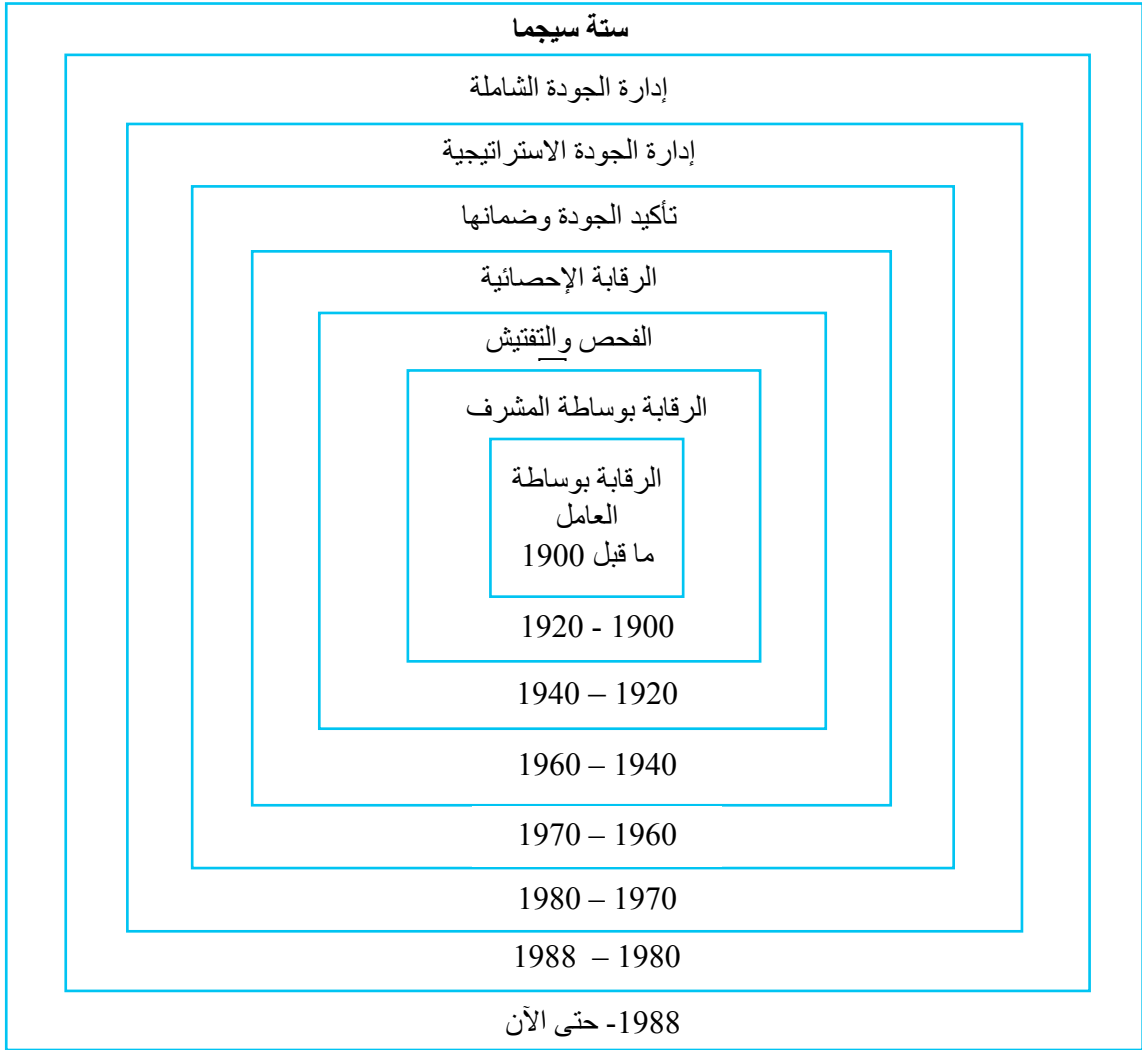 ستة سيجما
إدارة الجودة الشاملة
إدارة الجودة الاستراتيجية
تأكيد الجودة وضمانها
الرقابة الإحصائية
الفحص والتفتيش
الرقابة بوساطة المشرف
الرقابة بوساطة
العامل
ما قبل 1900
1900 - 1920
1920 – 1940
1940 – 1960
1960 – 1970
1970 – 1980
1980 – 1988
1988- حتى الآن